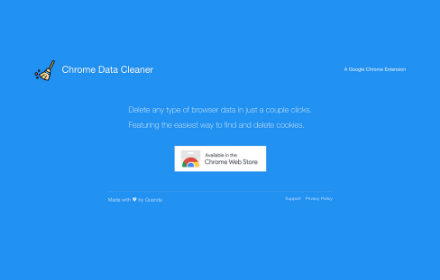 Chrome Data Cleaner
A Google Chrome Extension
Delete any type of browser data in just a couple clicks.
Featuring the easiest way to find and delete cookies.
Available in the
Chrome Web Store
Made with ♥ by Quanda
Support Privacy Policy